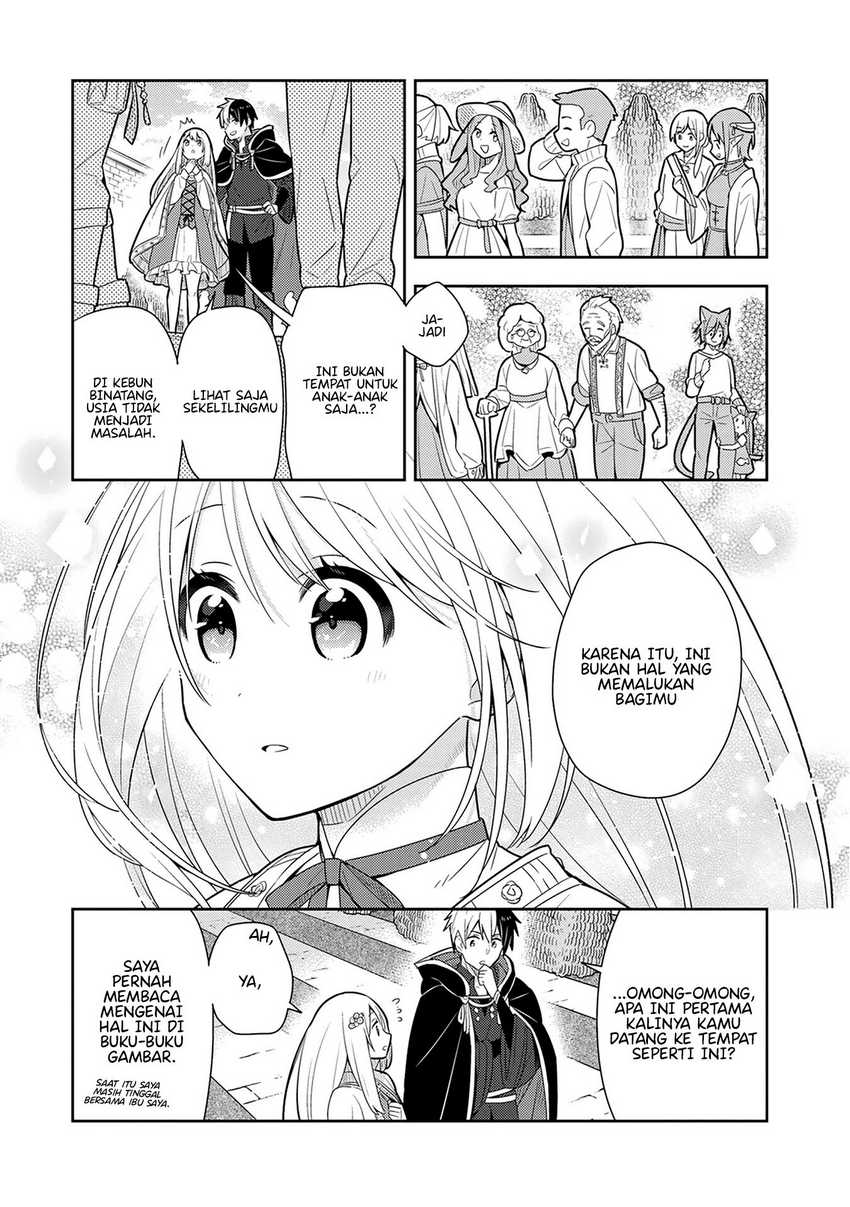 JA-
JADI
INI BUKAN
TEMPAT UNTUK
ANAK-ANAK
SAJA...?
LIHAT SAJA
SEKELILINGMU
DI KEBUN
BINATANG,
USIA TIDAK
MENJADI
MASALAH.
KARENA ITU, INI
BUKAN HAL YANG
MEMALUKAN
BAGIMU
...OMONG-OMONG,
APA INI PERTAMA
KALINYA KAMU
DATANG KE TEMPAT
SEPERTI INI?
AH,
YA,
SAYA
PERNAH
MEMBACA
MENGENAI
HAL INI DI
BUKU-BUKU
GAMBAR.
SAAT ITU SAYA
MASIH TINGGAL
BERSAMA IBU SAYA.